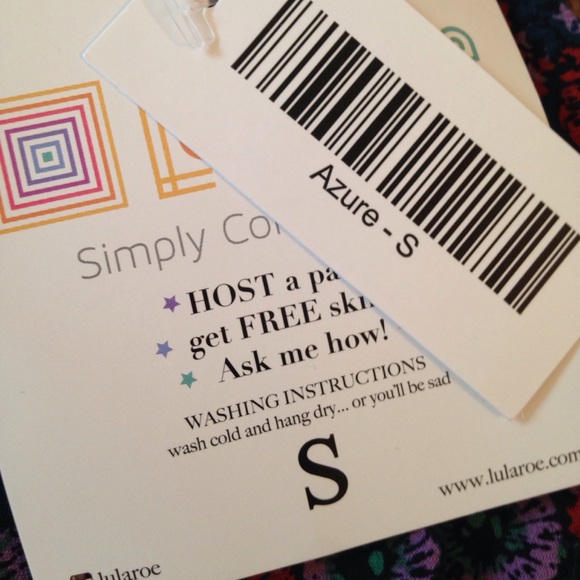 Azure - S
Simply
HOST a
get FREE
Ask me how!
WASHING INSTRUCTIONS
wash cold and hang dry... or you'll be sad
S
www.lularoe.com
lularoe